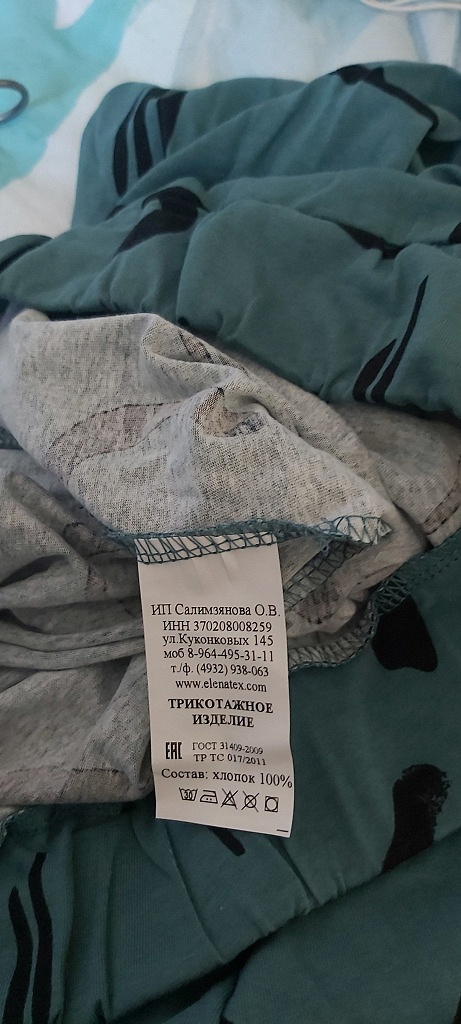 ИП Салимзянова О.В.
ИНН 370208008259
ул.Куконковых 145
моб 8-964-495-31-11
т./ф. (4932) 938-063
www.elenatex.com
ТРИКОТАЖНОЕ
ИЗДЕЛИЕ
ЕАС ГОСТ 31409-2009
ТР ТС 017/2011
Состав: хлопок 100%
30